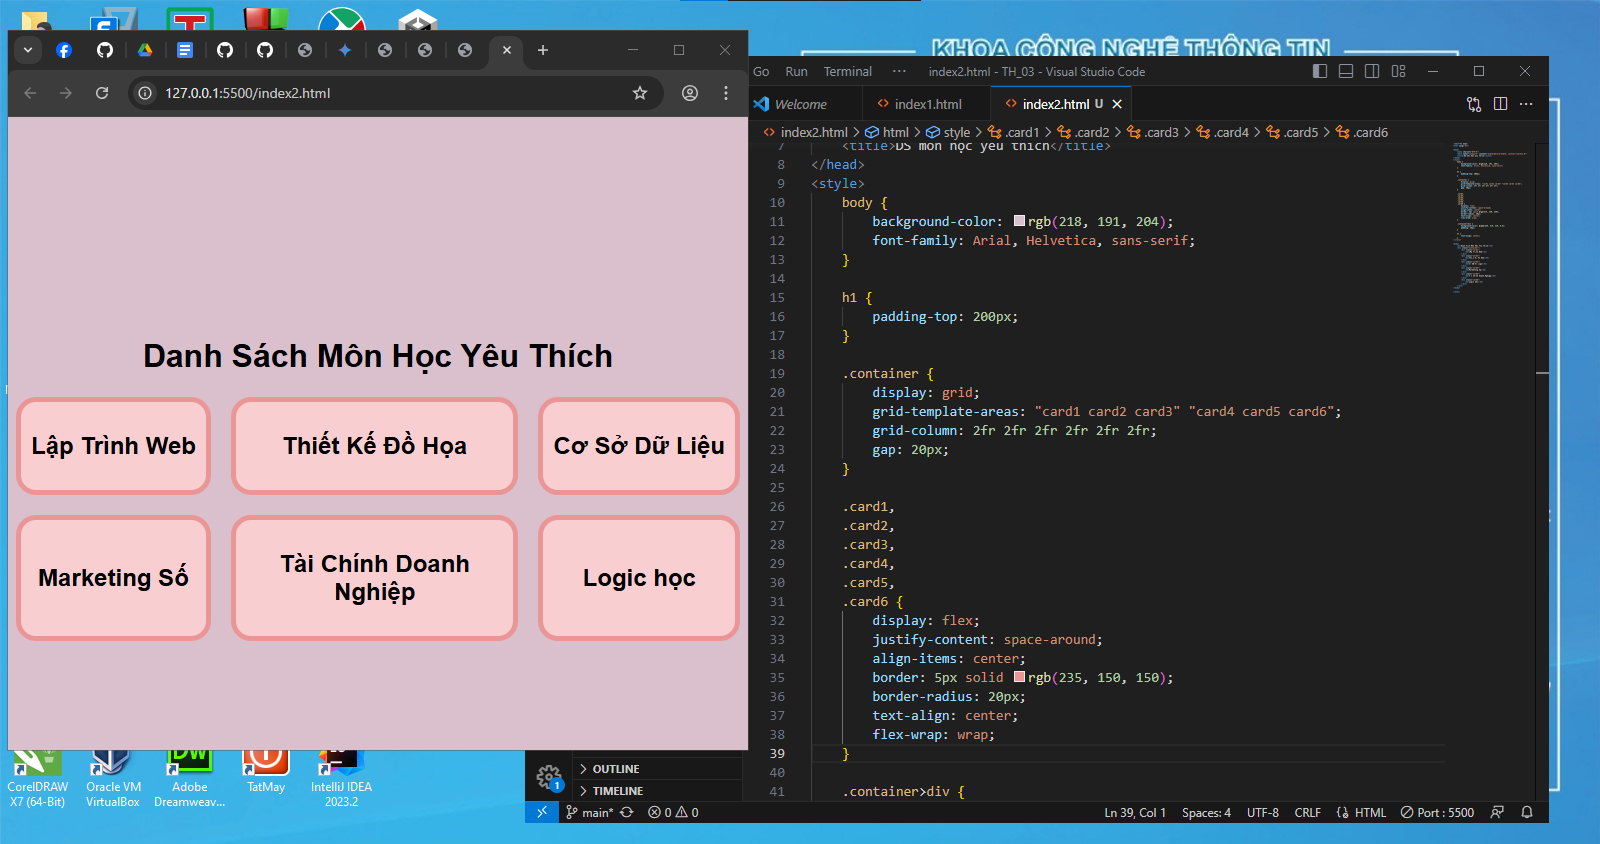 KHOA CÔNG NGHỆ THÔNG TIN
127.0.0.1:5500/index2.html
Danh Sách Môn Học Yêu Thích
Lập Trình Web
Thiết Kế Đồ Họa
Cơ Sở Dữ Liệu
Marketing Số
Tài Chính Doanh
Nghiệp
Logic học
Go Run Terminal ··· index2.html - TH_03 - Visual Studio Code
Welcome index1.html index2.html U
index2.html > html > style > .card1 > .card2 > .card3 > .card4 > .card5 > .card6
7 <title>DS môn học yêu thích</title>
8 </head>
9 <style>
10 body {
11 background-color: rgb(218, 191, 204);
12 font-family: Arial, Helvetica, sans-serif;
13 }
14
15 h1 {
16 padding-top: 200px;
17 }
18
19 .container {
20 display: grid;
21 grid-template-areas: "card1 card2 card3" "card4 card5 card6";
22 grid-column: 2fr 2fr 2fr 2fr 2fr 2fr;
23 gap: 20px;
24 }
25
26 .card1,
27 .card2,
28 .card3,
29 .card4,
30 .card5,
31 .card6 {
32 display: flex;
33 justify-content: space-around;
34 align-items: center;
35 border: 5px solid rgb(235, 150, 150);
36 border-radius: 20px;
37 text-align: center;
38 flex-wrap: wrap;
39 }
40
41 .container>div {
1
OUTLINE
TIMELINE
main* 0 0 Ln 39, Col 1 Spaces: 4 UTF-8 CRLF HTML Port : 5500
CorelDRAW
X7 (64-Bit)
Oracle VM
VirtualBox
DW
Adobe
Dreamweav...
TatMay
IntelliJ IDEA
2023.2